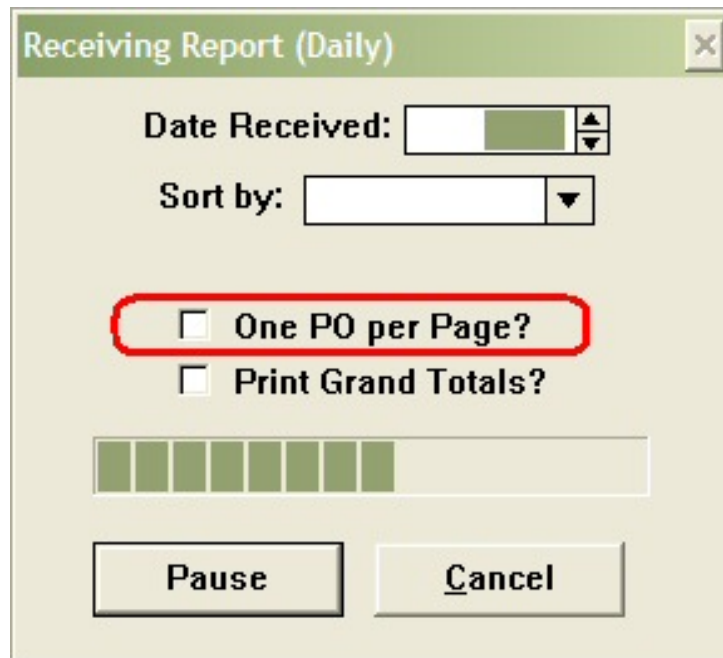 Receiving Report (Daily)
Date Received:
Sort by:
One PO per Page?
Print Grand Totals?
Pause Cancel